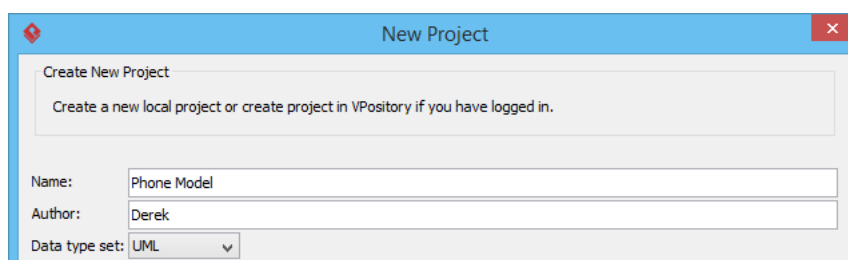 New Project
Create New Project
Create a new local project or create project in VPository if you have logged in.
Name: Phone Model
Author: Derek
Data type set: UML